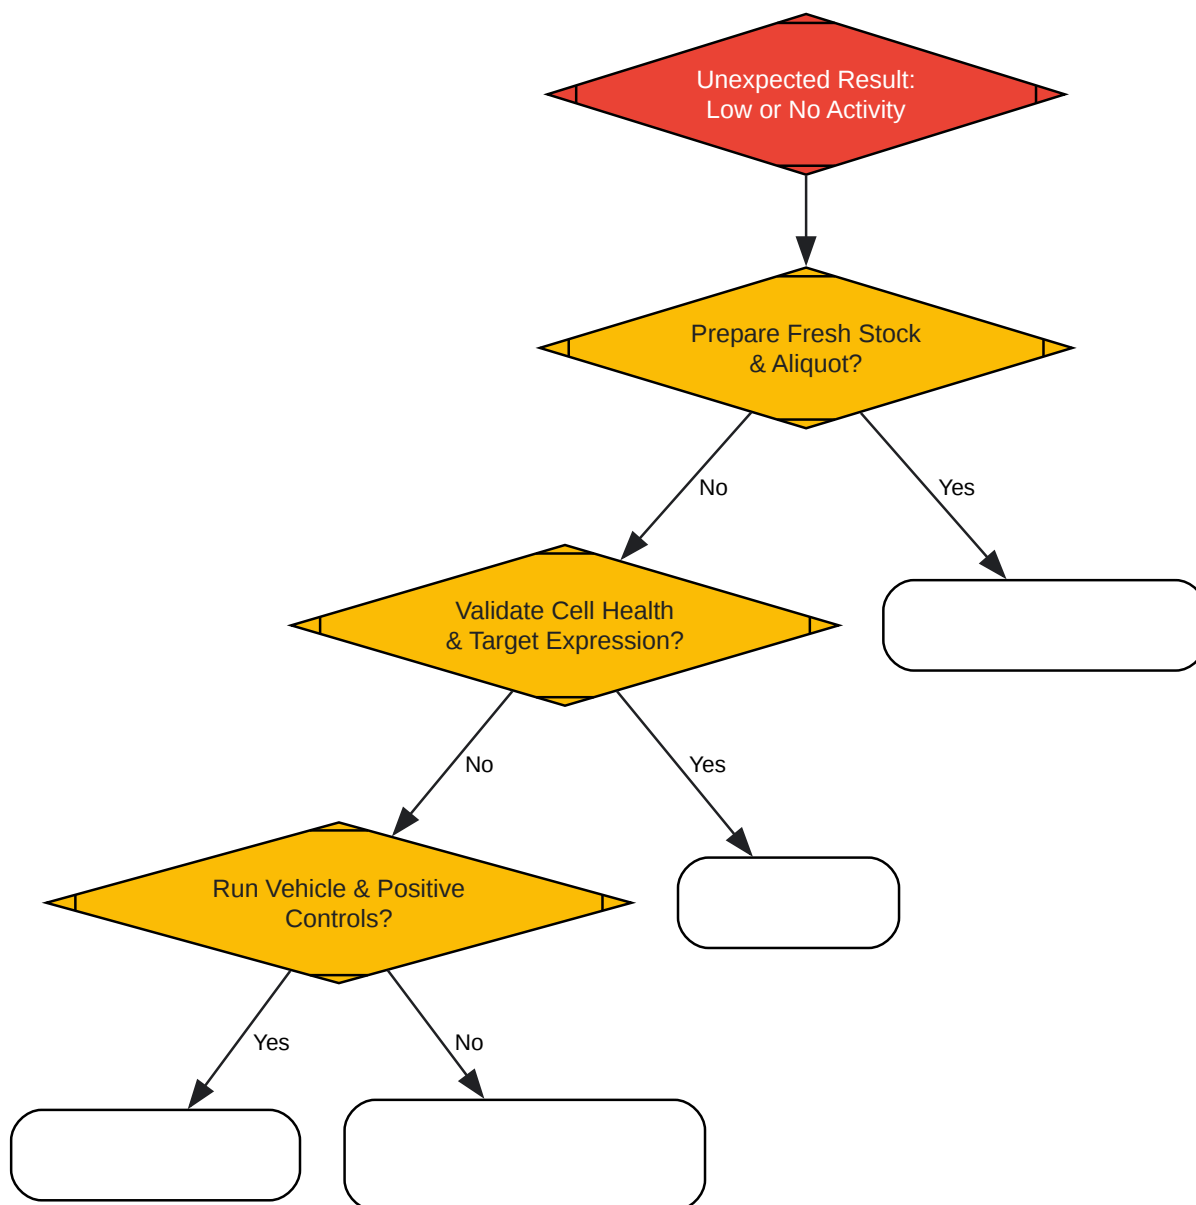 Unexpected Result:
Low or No Activity
Prepare Fresh Stock
& Aliquot?
No
Yes
Validate Cell Health
& Target Expression?
No
Yes
Run Vehicle & Positive
Controls?
Yes
No